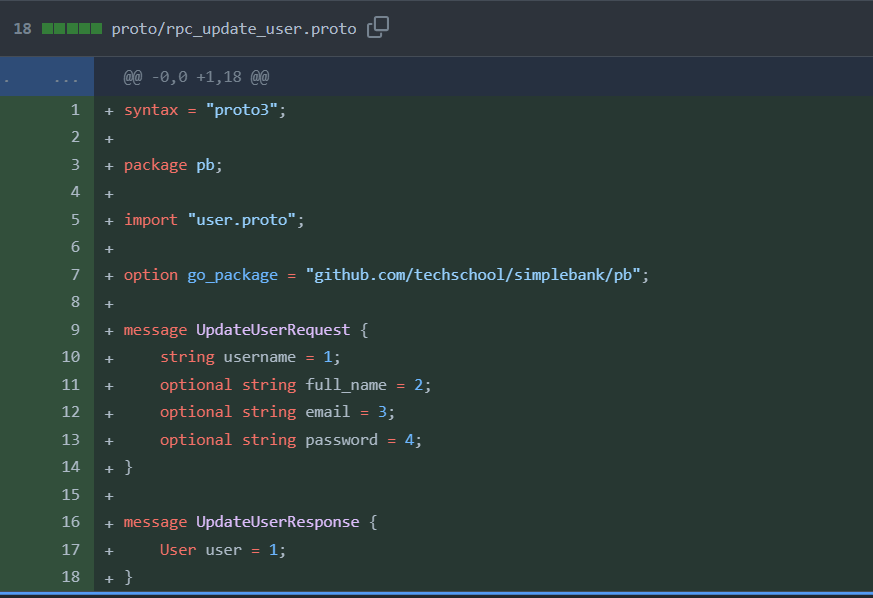 18 proto/rpc_update_user.proto
. ... @@ -0,0 +1,18 @@
1 + syntax = "proto3";
2 +
3 + package pb;
4 +
5 + import "user.proto";
6 +
7 + option go_package = "github.com/techschool/simplebank/pb";
8 +
9 + message UpdateUserRequest {
10 +     string username = 1;
11 +     optional string full_name = 2;
12 +     optional string email = 3;
13 +     optional string password = 4;
14 + }
15 +
16 + message UpdateUserResponse {
17 +     User user = 1;
18 + }